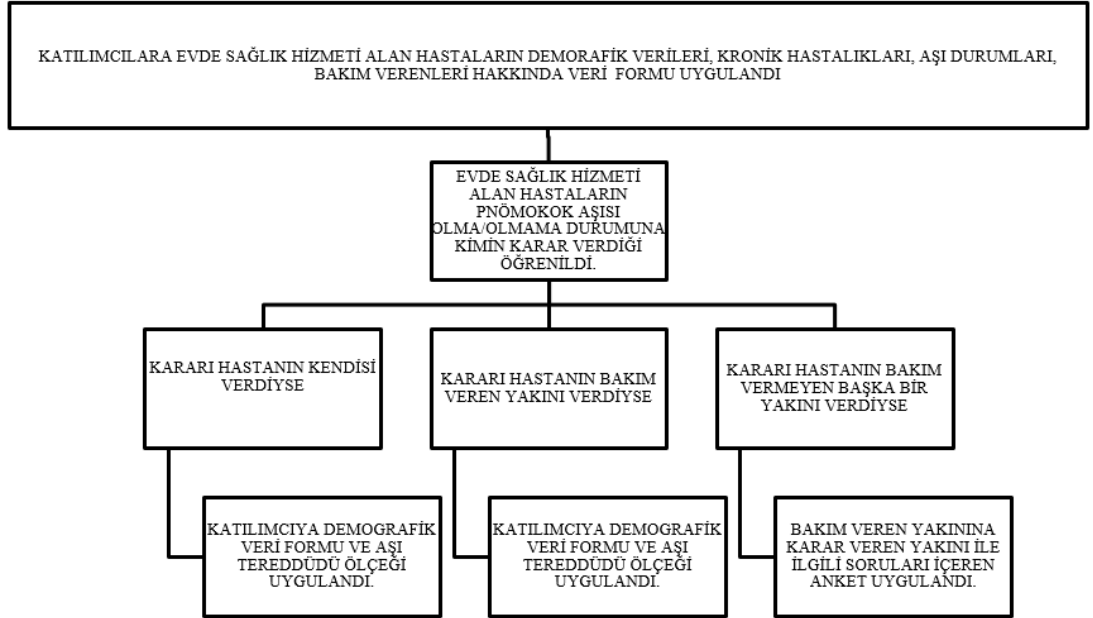 KATILIMCILARA EVDE SAĞLIK HİZMETİ ALAN HASTALARIN DEMORAFİK VERİLERİ, KRONİK HASTALIKLARI, AŞI DURUMLARI,
BAKIM VERENLERİ HAKKINDA VERİ FORMU UYGULANDI
EVDE SAĞLIK HİZMETİ
ALAN HASTALARIN
PNÖMOKOK AŞISI
OLMA/OLMAMA DURUMUNA
KİMİN KARAR VERDİĞİ
ÖĞRENİLDİ.
KARARI HASTANIN KENDİSİ
VERDİYSE
KARARI HASTANIN BAKIM
VEREN YAKINI VERDİYSE
KARARI HASTANIN BAKIM
VERMEYEN BAŞKA BİR
YAKINI VERDİYSE
KATILIMCIYA DEMOGRAFİK
VERİ FORMU VE AŞI
TEREDDÜDÜ ÖLÇEĞİ
UYGULANDI.
KATILIMCIYA DEMOGRAFİK
VERİ FORMU VE AŞI
TEREDDÜDÜ ÖLÇEĞİ
UYGULANDI.
BAKIM VEREN YAKININA
KARAR VEREN YAKINI İLE
İLGİLİ SORULARI İÇEREN
ANKET UYGULANDI.